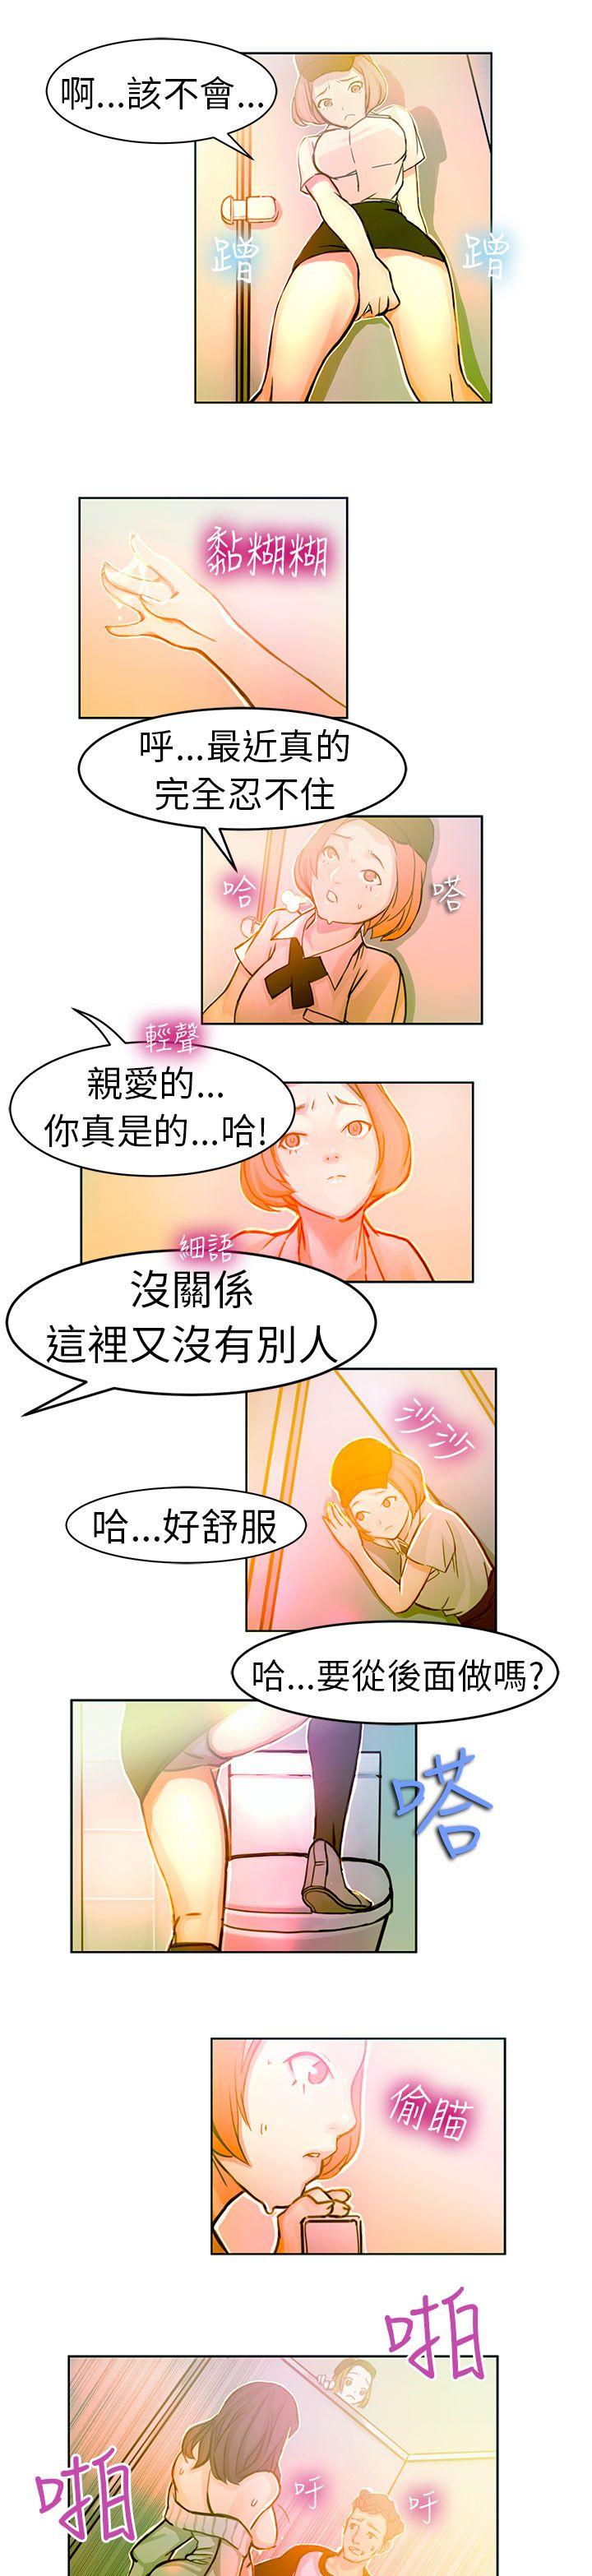 啊...該不會...
蹭
蹭
黏糊糊
呼...最近真的
完全忍不住
哈
嗒
輕聲
親愛的...
你真是的...哈!
細語
沒關係
這裡又沒有別人
沙沙
哈...好舒服
哈...要從後面做嗎?
嗒
偷瞄
啪
啪
吁
吁